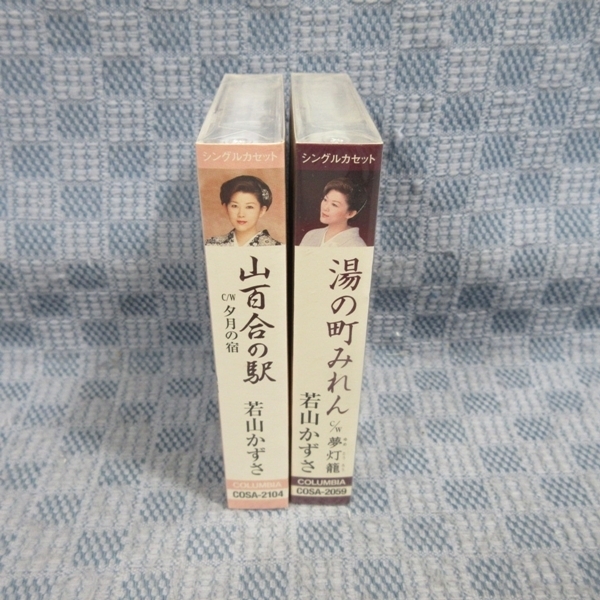 シングルカセット
山百合の駅
C/W 夕月の宿
若山かずさ
COLUMBIA
COSA-2104
シングルカセット
湯の町みれん
C/W 夢灯籠
若山かずさ
COLUMBIA
COSA-2059